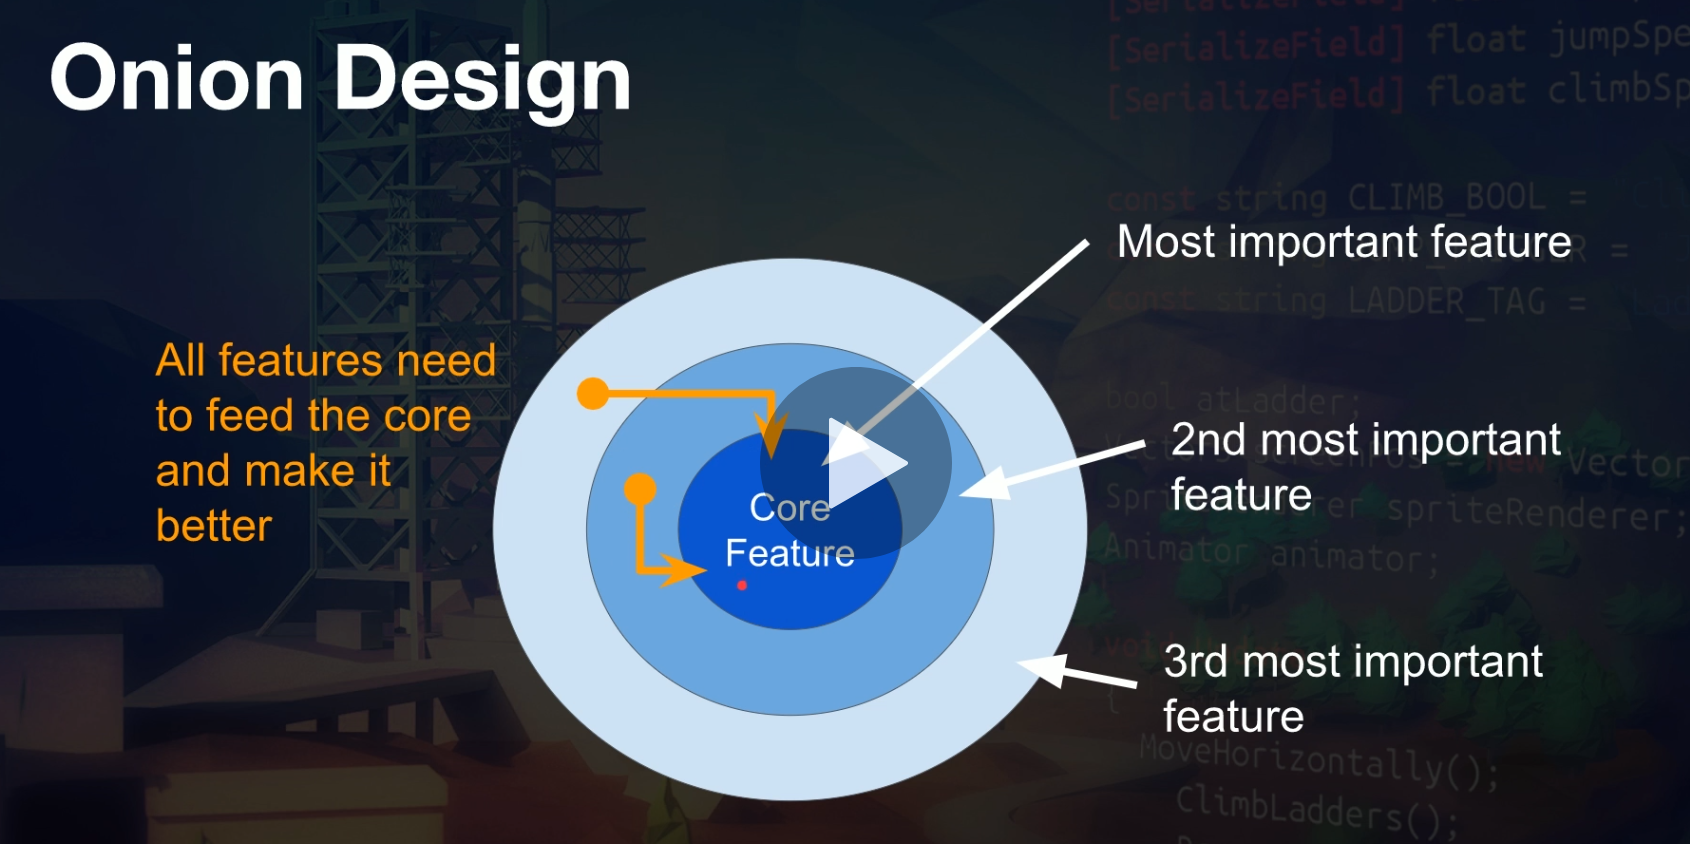 Onion Design
[SerializeField]
[SerializeField] float jumpSpe
[SerializeField] float climbSp
const string CLIMB_BOOL =
Most important feature
const string LADDER_TAG =
All features need
to feed the core
and make it
better
bool atLadder;
2nd most important
feature
new Vector
spriteRenderer;
Animator animator;
Core
Feature
3rd most important
feature
{
MoveHorizontally();
ClimbLadders();